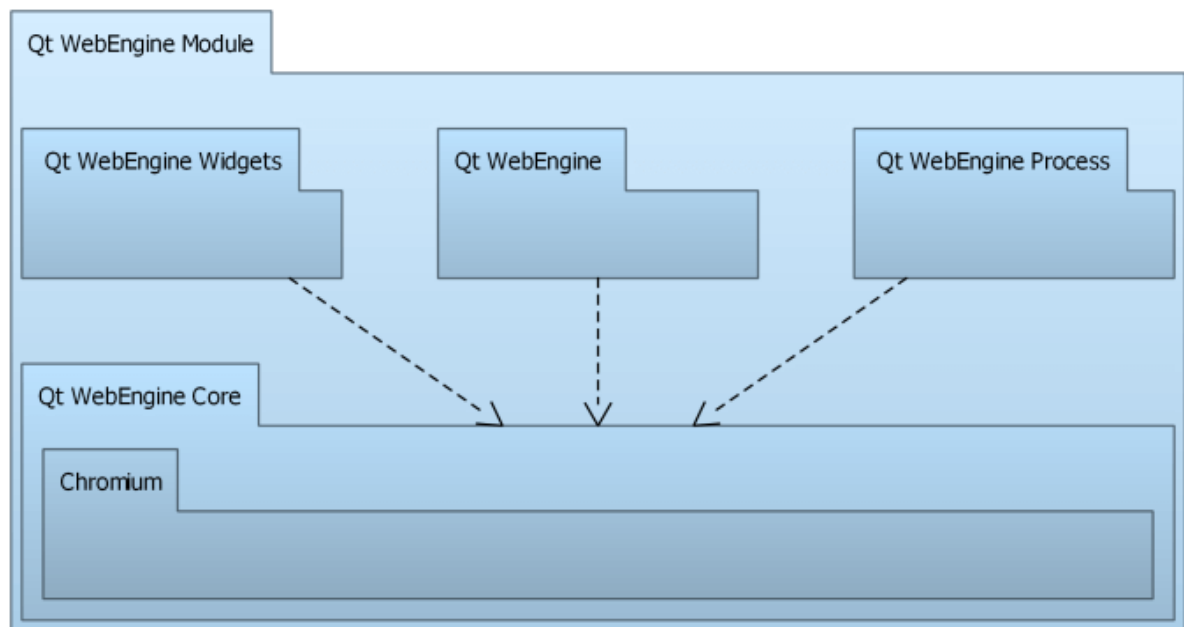 Qt WebEngine Module
Qt WebEngine Widgets
Qt WebEngine
Qt WebEngine Process
Qt WebEngine Core
Chromium